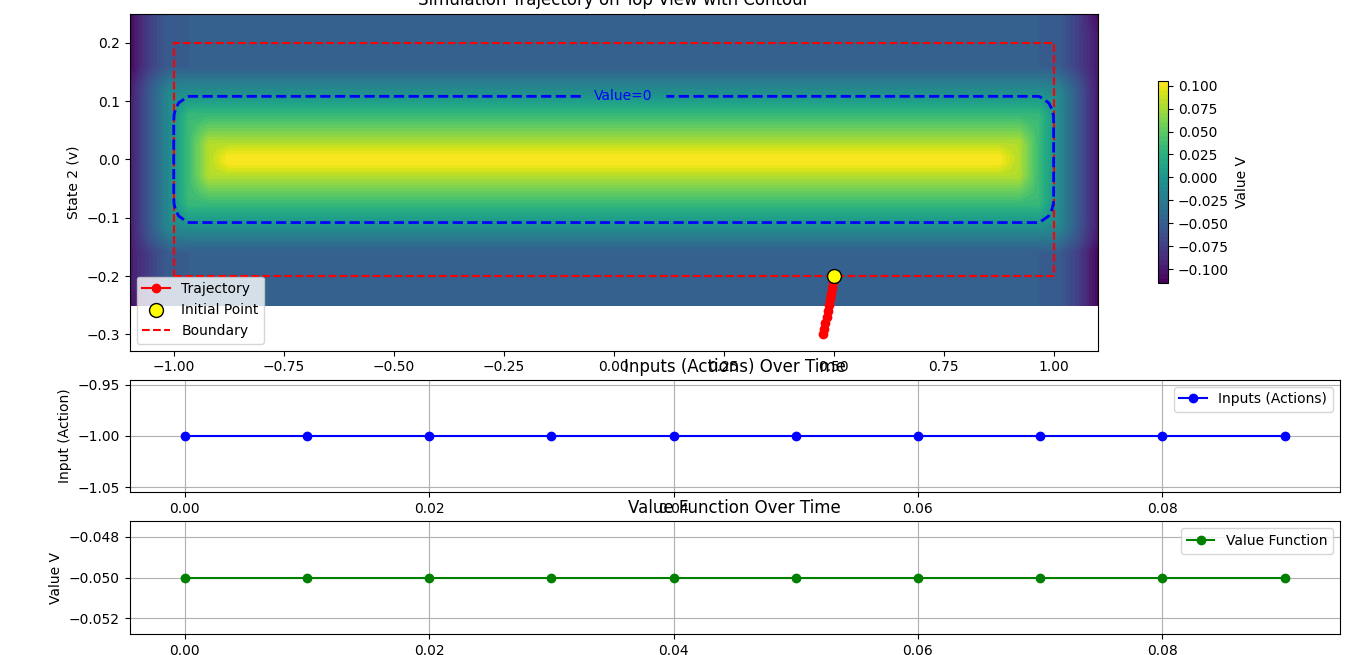 Simulation Trajectory on Top View with Contour
0.2
0.1
0.0
−0.1
−0.2
−0.3
State 2 (v)
Value=0
Trajectory
Initial Point
Boundary
−1.00 −0.75 −0.50 −0.25 0.00 0.25 0.50 0.75 1.00
0.100
0.075
0.050
0.025
0.000
−0.025
−0.050
−0.075
−0.100
Value V
Inputs (Actions) Over Time
−0.95
−1.00
−1.05
Input (Action)
Inputs (Actions)
0.00 0.02 0.04 0.06 0.08
Value Function Over Time
−0.048
−0.050
−0.052
Value V
Value Function
0.00 0.02 0.04 0.06 0.08